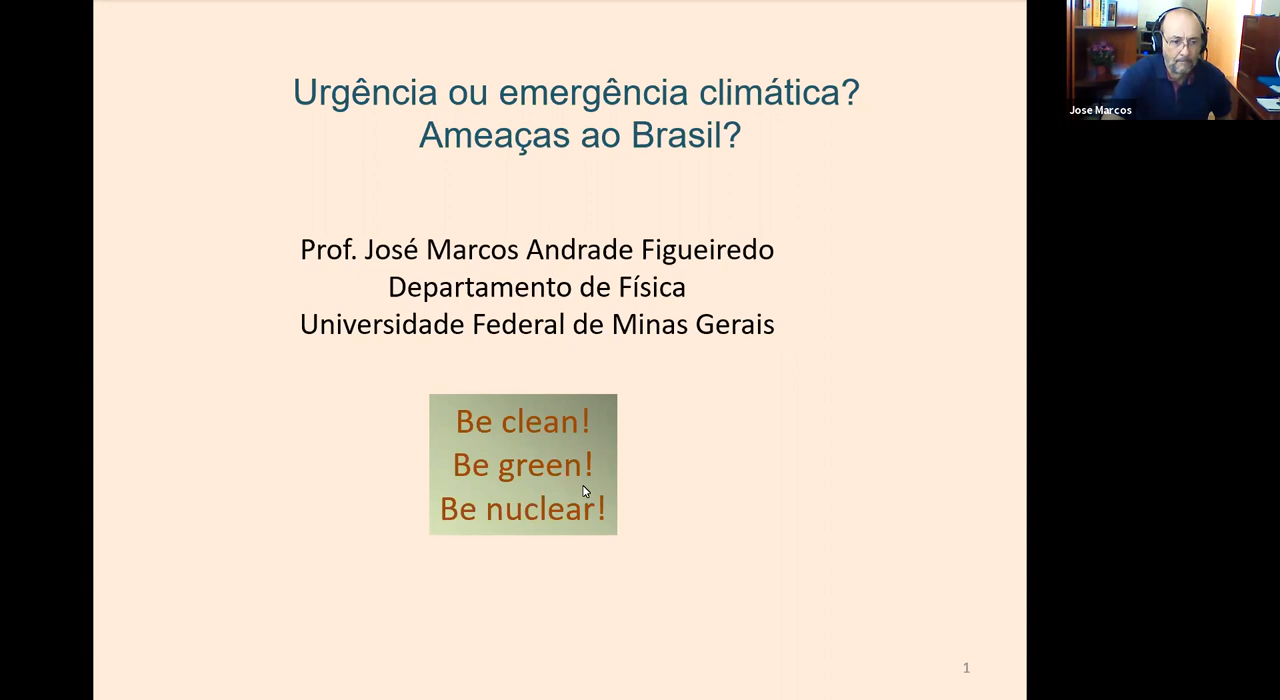 Urgência ou emergência climática?
Ameaças ao Brasil?
Prof. José Marcos Andrade Figueiredo
Departamento de Física
Universidade Federal de Minas Gerais
Be clean!
Be green!
Be nuclear!
1
Jose Marcos